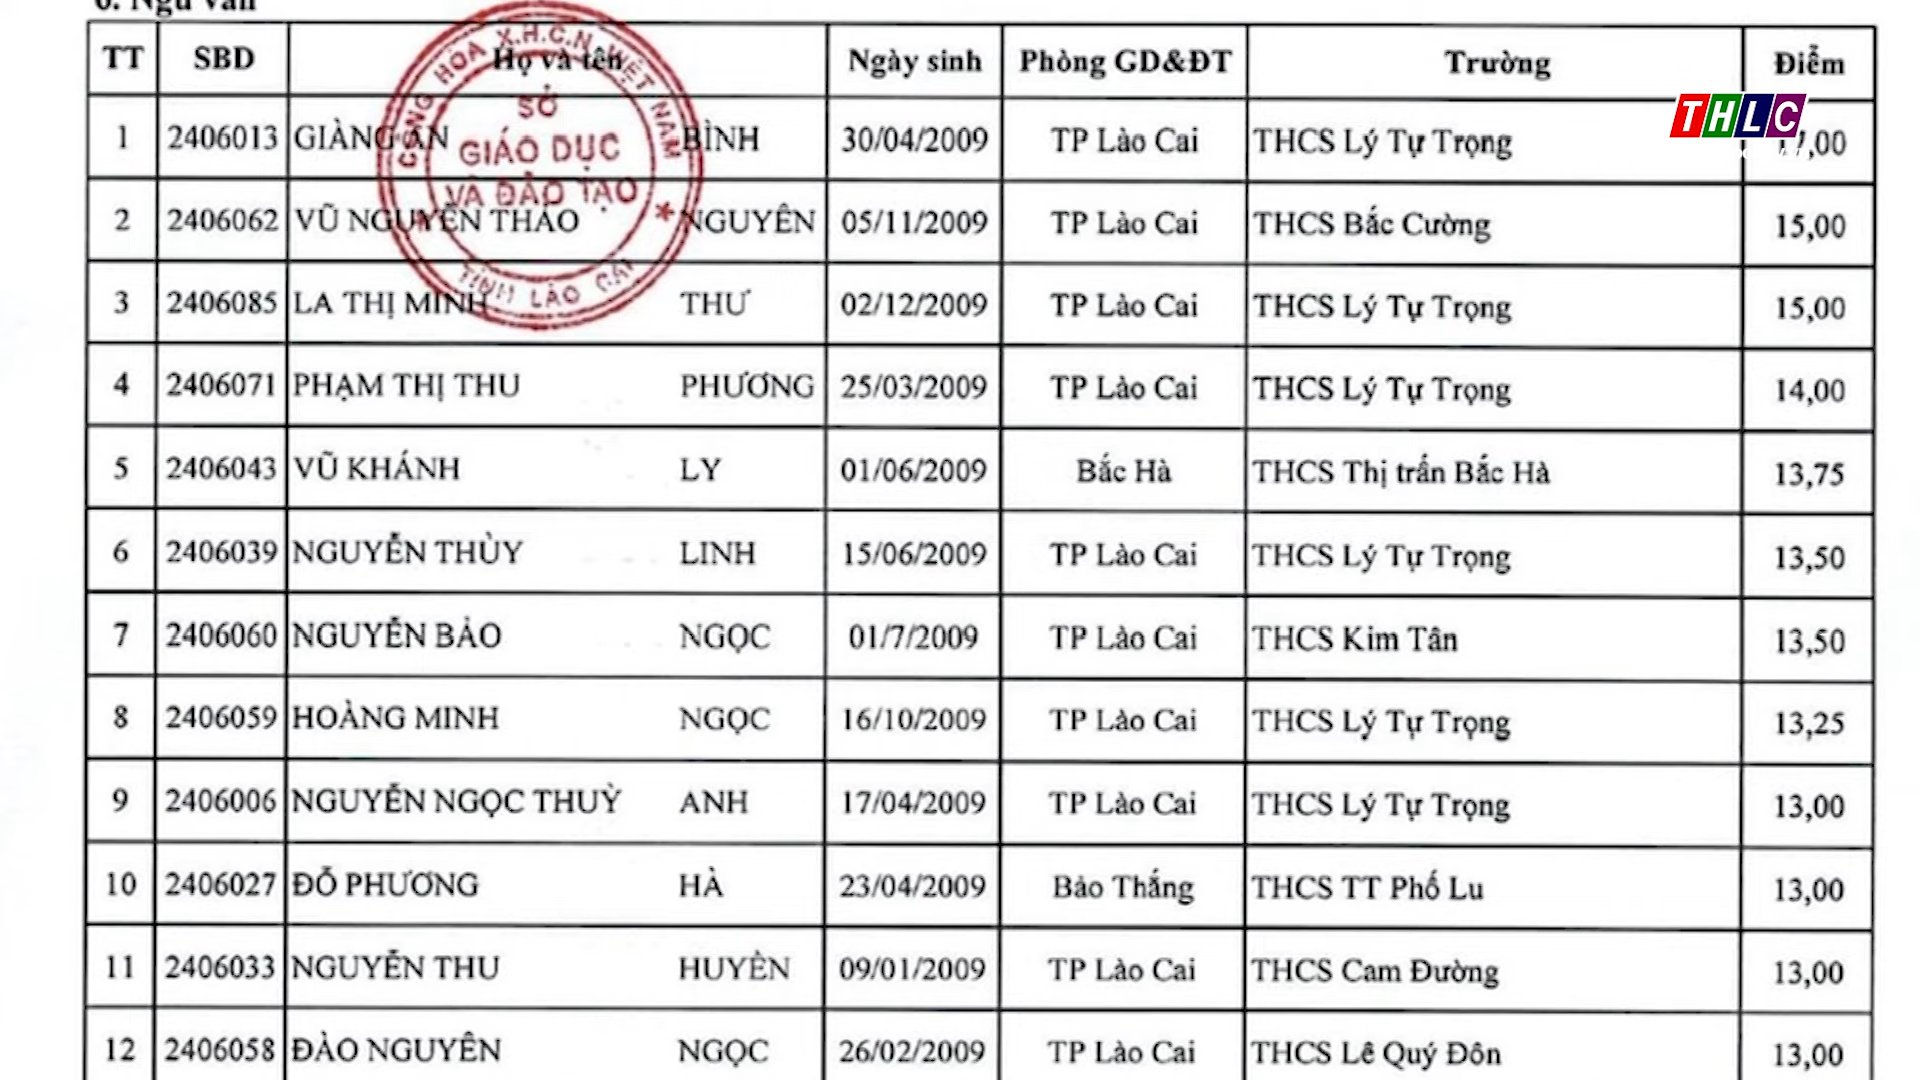 6. Ngữ văn
TT SBD Họ và tên Ngày sinh Phòng GD&ĐT Trường Điểm
1 2406013 GIÀNG AN BÌNH 30/04/2009 TP Lào Cai THCS Lý Tự Trọng ,00
2 2406062 VŨ NGUYỄN THẢO NGUYÊN 05/11/2009 TP Lào Cai THCS Bắc Cường 15,00
3 2406085 LA THỊ MINH THƯ 02/12/2009 TP Lào Cai THCS Lý Tự Trọng 15,00
4 2406071 PHẠM THỊ THU PHƯƠNG 25/03/2009 TP Lào Cai THCS Lý Tự Trọng 14,00
5 2406043 VŨ KHÁNH LY 01/06/2009 Bắc Hà THCS Thị trấn Bắc Hà 13,75
6 2406039 NGUYỄN THÙY LINH 15/06/2009 TP Lào Cai THCS Lý Tự Trọng 13,50
7 2406060 NGUYỄN BẢO NGỌC 01/7/2009 TP Lào Cai THCS Kim Tân 13,50
8 2406059 HOÀNG MINH NGỌC 16/10/2009 TP Lào Cai THCS Lý Tự Trọng 13,25
9 2406006 NGUYỄN NGỌC THUỲ ANH 17/04/2009 TP Lào Cai THCS Lý Tự Trọng 13,00
10 2406027 ĐỖ PHƯƠNG HÀ 23/04/2009 Bảo Thắng THCS TT Phố Lu 13,00
11 2406033 NGUYỄN THU HUYỀN 09/01/2009 TP Lào Cai THCS Cam Đường 13,00
12 2406058 ĐÀO NGUYÊN NGỌC 26/02/2009 TP Lào Cai THCS Lê Quý Đôn 13,00
CỘNG HÒA X.H.C.N VIỆT NAM
SỞ
GIÁO DỤC
VÀ ĐÀO TẠO
TỈNH LÀO CAI
THLC